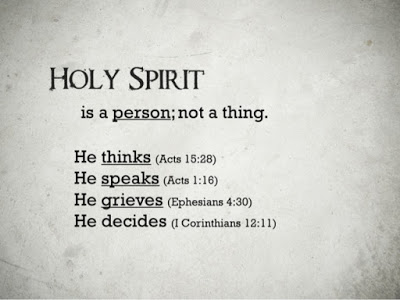 HOLY SPIRIT
is a person; not a thing.
He thinks (Acts 15:28)
He speaks (Acts 1:16)
He grieves (Ephesians 4:30)
He decides (I Corinthians 12:11)